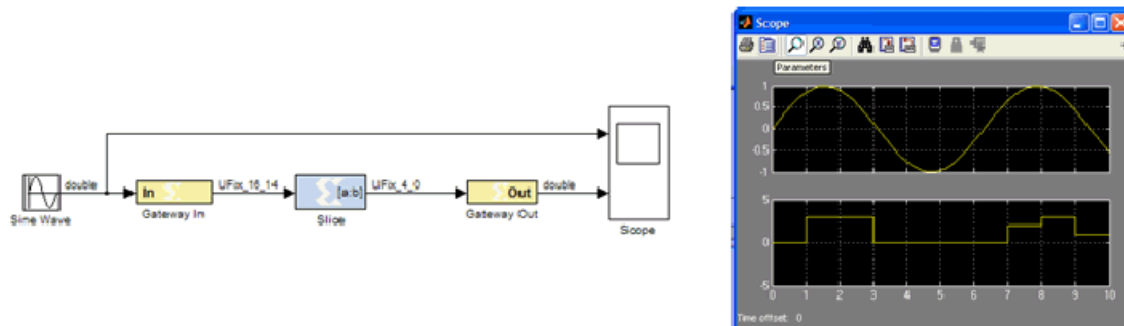 Scope
Parameters
1
0.5
0
-0.5
-1
5
0
-5
0 1 2 3 4 5 6 7 8 9 10
Time offset: 0
double
In
UFix_16_14
[a:b]
UFix_4_0
Out
double
Sine Wave
Gateway In
Slice
Gateway Out
Scope